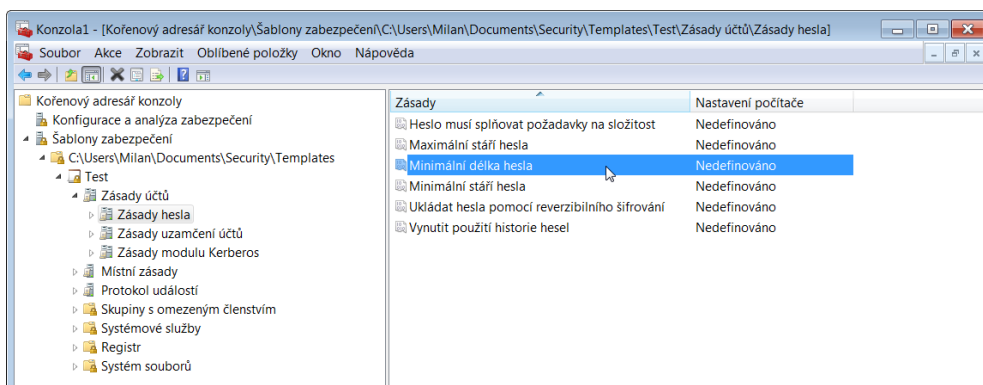 Konzola1 - [Kořenový adresář konzoly\Šablony zabezpečení\C:\Users\Milan\Documents\Security\Templates\Test\Zásady účtů\Zásady hesla]
Soubor Akce Zobrazit Oblíbené položky Okno Nápověda
Kořenový adresář konzoly
Konfigurace a analýza zabezpečení
Šablony zabezpečení
C:\Users\Milan\Documents\Security\Templates
Test
Zásady účtů
Zásady hesla
Zásady uzamčení účtů
Zásady modulu Kerberos
Místní zásady
Protokol událostí
Skupiny s omezeným členstvím
Systémové služby
Registr
Systém souborů
Zásady Nastavení počítače
Heslo musí splňovat požadavky na složitost Nedefinováno
Maximální stáří hesla Nedefinováno
Minimální délka hesla Nedefinováno
Minimální stáří hesla Nedefinováno
Ukládat hesla pomocí reverzibilního šifrování Nedefinováno
Vynutit použití historie hesel Nedefinováno